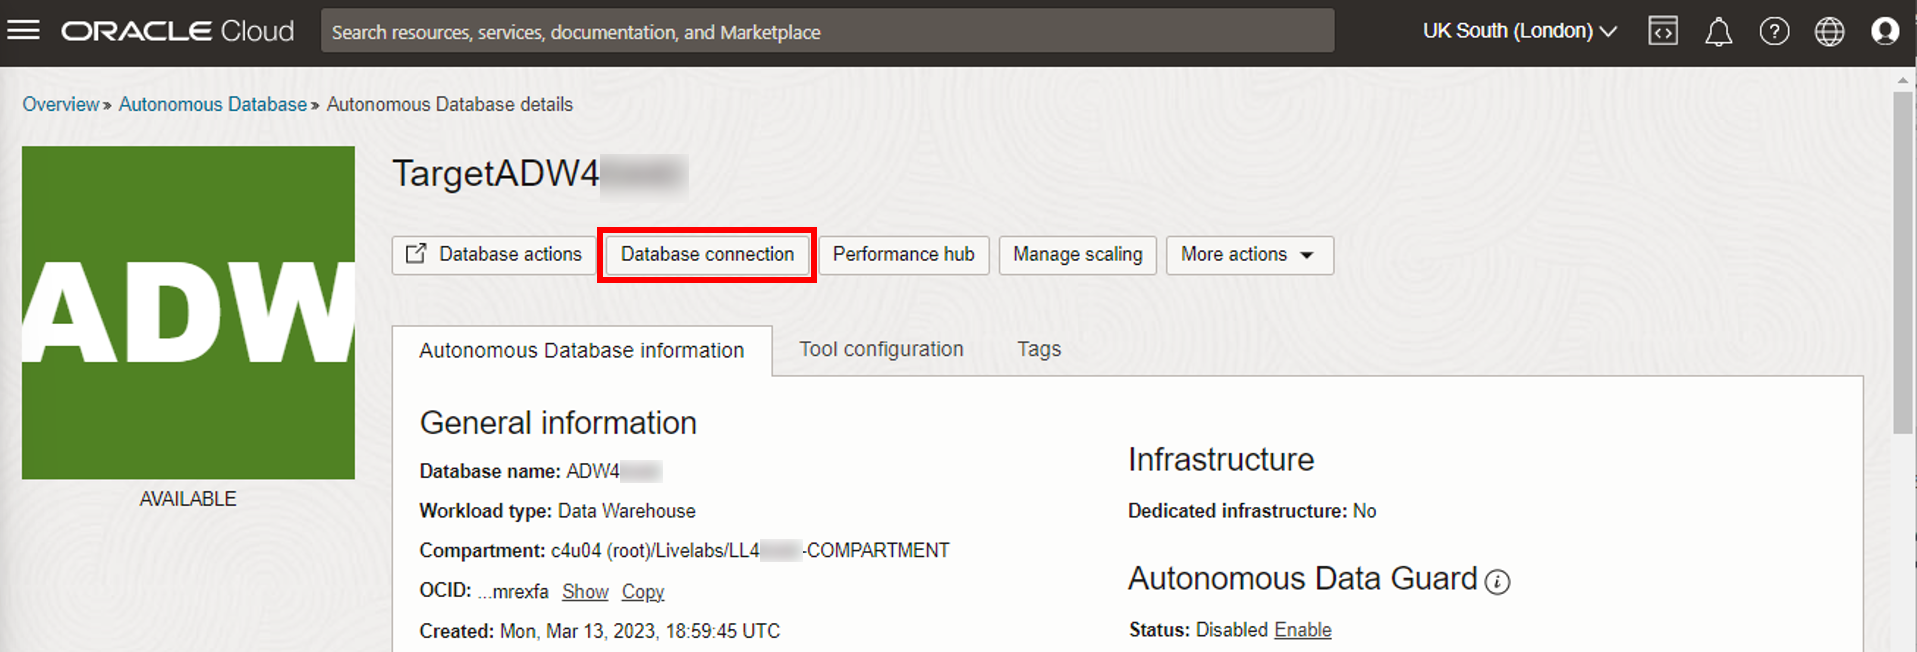 ORACLE Cloud
Search resources, services, documentation, and Marketplace
UK South (London)
Overview » Autonomous Database » Autonomous Database details
ADW
AVAILABLE
TargetADW4
Database actions
Database connection
Performance hub
Manage scaling
More actions
Autonomous Database information
Tool configuration
Tags
General information
Database name: ADW4
Workload type: Data Warehouse
Compartment: c4u04 (root)/Livelabs/LL4 -COMPARTMENT
OCID: ...mrexfa Show Copy
Created: Mon, Mar 13, 2023, 18:59:45 UTC
Infrastructure
Dedicated infrastructure: No
Autonomous Data Guard
Status: Disabled Enable